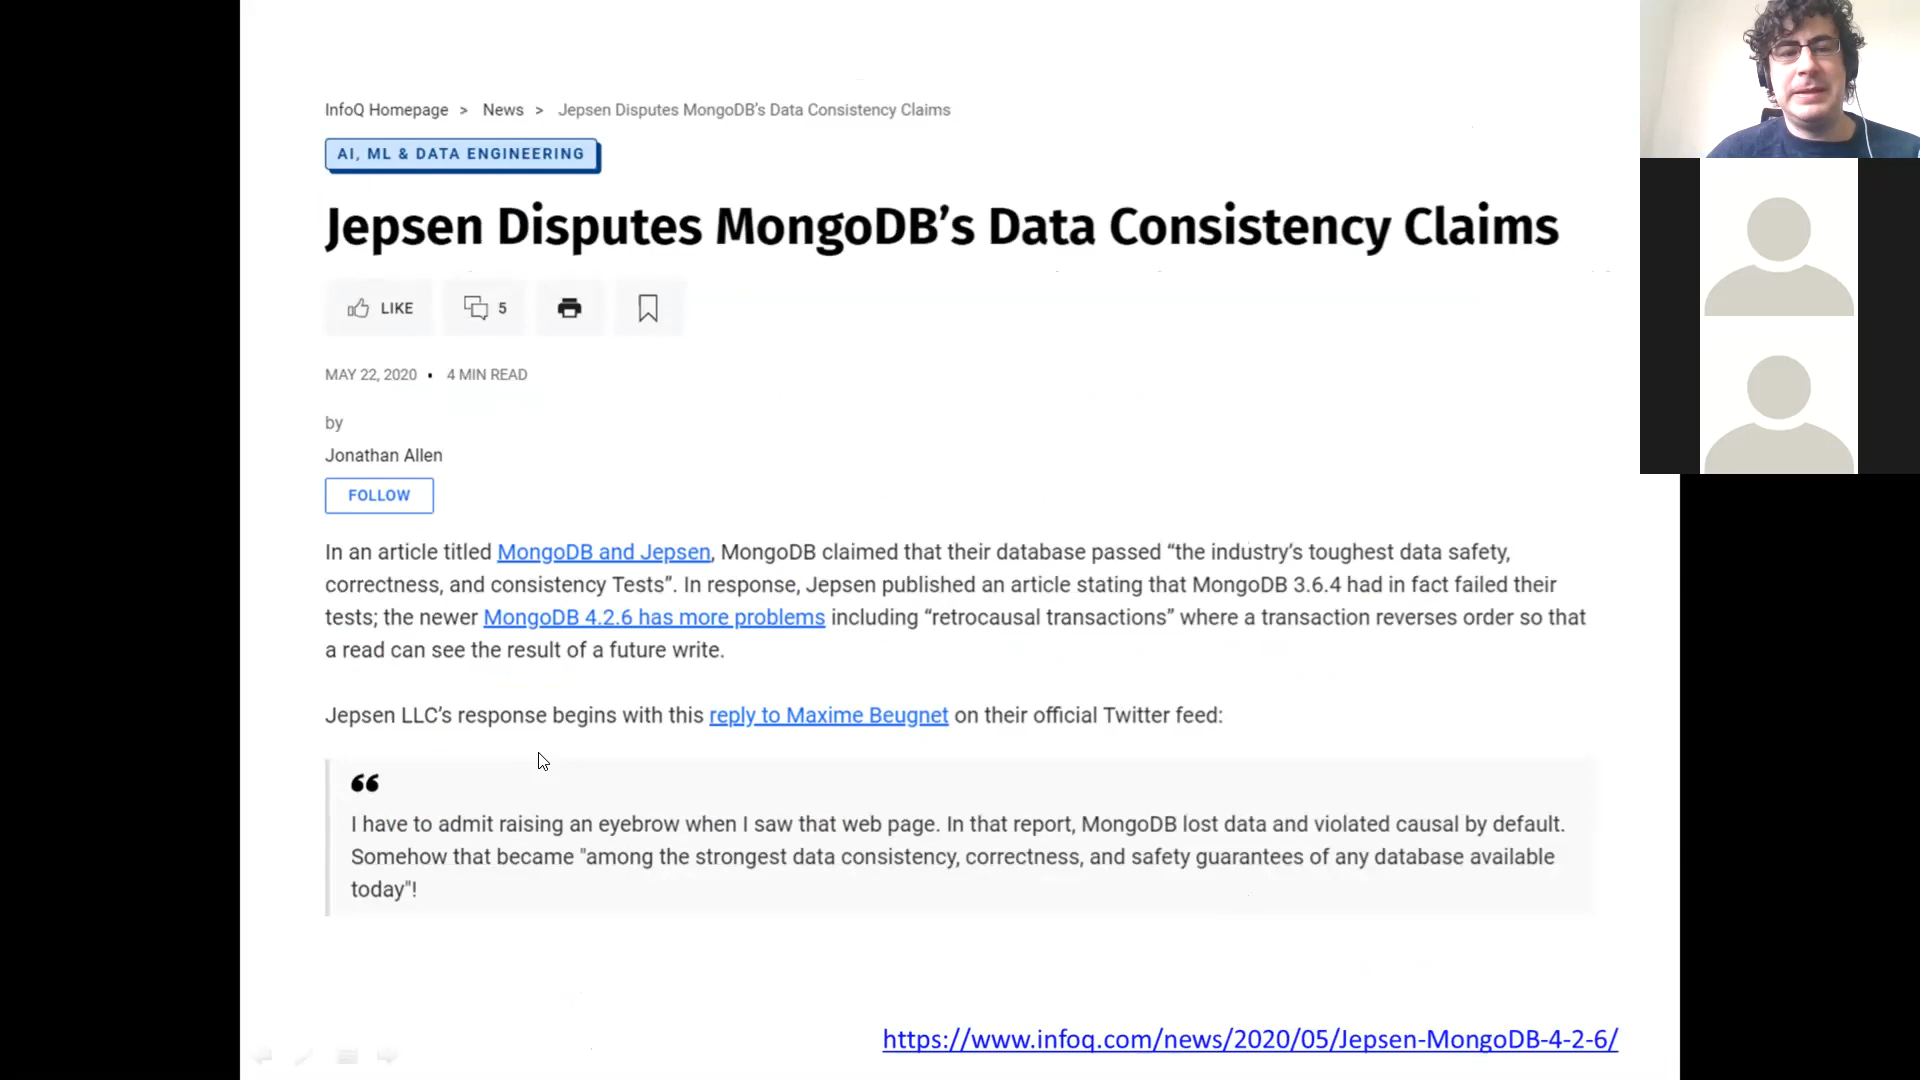 InfoQ Homepage > News > Jepsen Disputes MongoDB’s Data Consistency Claims
AI, ML & DATA ENGINEERING
Jepsen Disputes MongoDB’s Data Consistency Claims
LIKE 5
MAY 22, 2020 • 4 MIN READ
by
Jonathan Allen
FOLLOW
In an article titled MongoDB and Jepsen, MongoDB claimed that their database passed “the industry’s toughest data safety,
correctness, and consistency Tests”. In response, Jepsen published an article stating that MongoDB 3.6.4 had in fact failed their
tests; the newer MongoDB 4.2.6 has more problems including “retrocausal transactions” where a transaction reverses order so that
a read can see the result of a future write.
Jepsen LLC’s response begins with this reply to Maxime Beugnet on their official Twitter feed:
“
I have to admit raising an eyebrow when I saw that web page. In that report, MongoDB lost data and violated causal by default.
Somehow that became "among the strongest data consistency, correctness, and safety guarantees of any database available
today"!
https://www.infoq.com/news/2020/05/Jepsen-MongoDB-4-2-6/